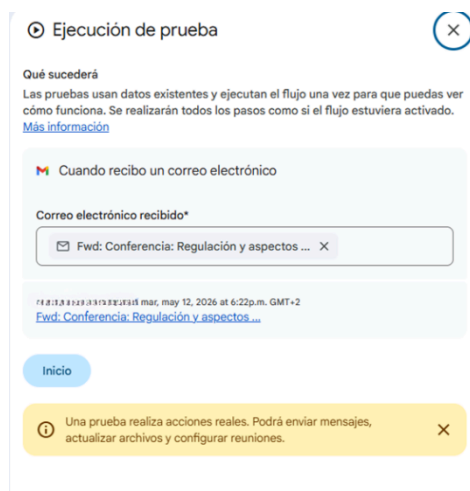 Ejecución de prueba
Qué sucederá
Las pruebas usan datos existentes y ejecutan el flujo una vez para que puedas ver
cómo funciona. Se realizarán todos los pasos como si el flujo estuviera activado.
Más información
Cuando recibo un correo electrónico
Correo electrónico recibido*
Fwd: Conferencia: Regulación y aspectos ...
mar, may 12, 2026 at 6:22p.m. GMT+2
Fwd: Conferencia: Regulación y aspectos ...
Inicio
Una prueba realiza acciones reales. Podrá enviar mensajes,
actualizar archivos y configurar reuniones.